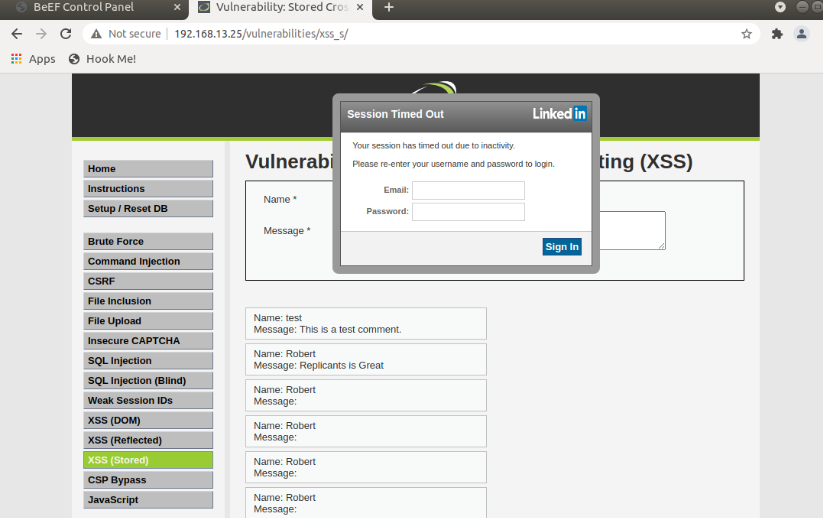 BeEF Control Panel
Vulnerability: Stored Cros
Not secure 192.168.13.25/vulnerabilities/xss_s/
Apps Hook Me!
Session Timed Out Linked in
Your session has timed out due to inactivity.
Please re-enter your username and password to login.
Email:
Password:
Sign In
Vulnerabi ting (XSS)
Name *
Message *
Home
Instructions
Setup / Reset DB
Brute Force
Command Injection
CSRF
File Inclusion
File Upload
Insecure CAPTCHA
SQL Injection
SQL Injection (Blind)
Weak Session IDs
XSS (DOM)
XSS (Reflected)
XSS (Stored)
CSP Bypass
JavaScript
Name: test
Message: This is a test comment.
Name: Robert
Message: Replicants is Great
Name: Robert
Message:
Name: Robert
Message:
Name: Robert
Message:
Name: Robert
Message: